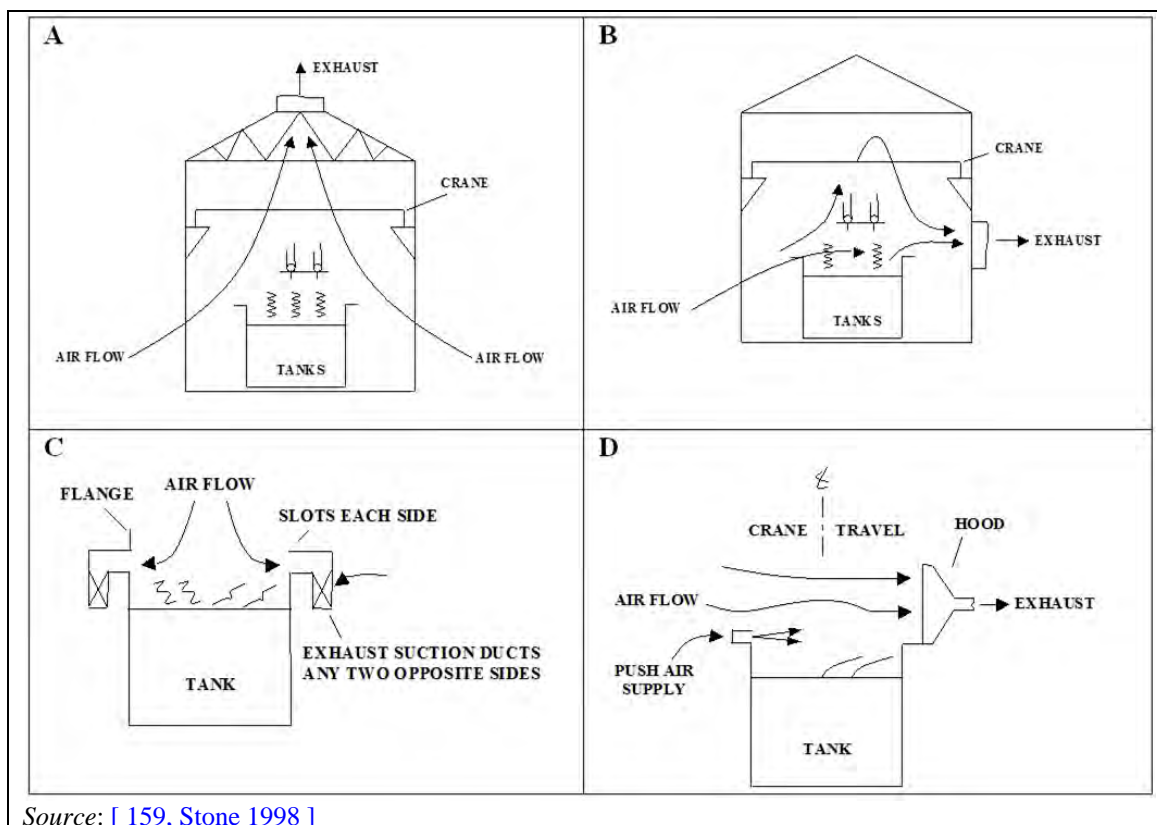 A
EXHAUST
CRANE
AIR FLOW
AIR FLOW
TANKS
B
CRANE
EXHAUST
AIR FLOW
TANKS
C
AIR FLOW
FLANGE
SLOTS EACH SIDE
EXHAUST SUCTION DUCTS
ANY TWO OPPOSITE SIDES
TANK
D
CRANE TRAVEL
HOOD
AIR FLOW
EXHAUST
PUSH AIR
SUPPLY
TANK
Source: [ 159, Stone 1998 ]